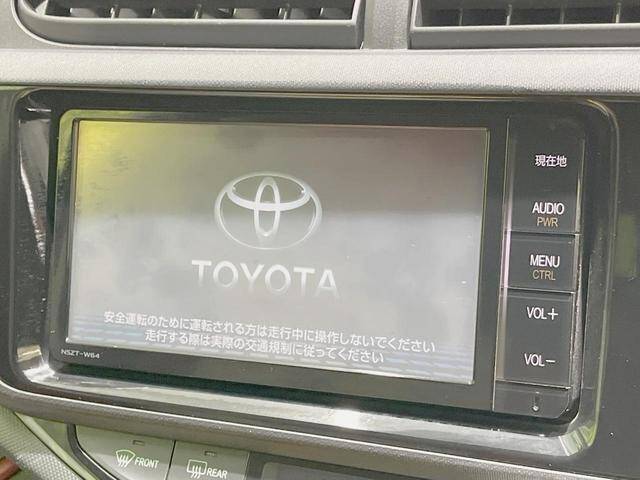 現在地
AUDIO
PWR
MENU
CTRL
VOL+
VOL-
TOYOTA
安全運転のために運転される方は走行中に操作しないでください
走行する際は実際の交通規制に従ってください
NSZT-W64
FRONT
REAR